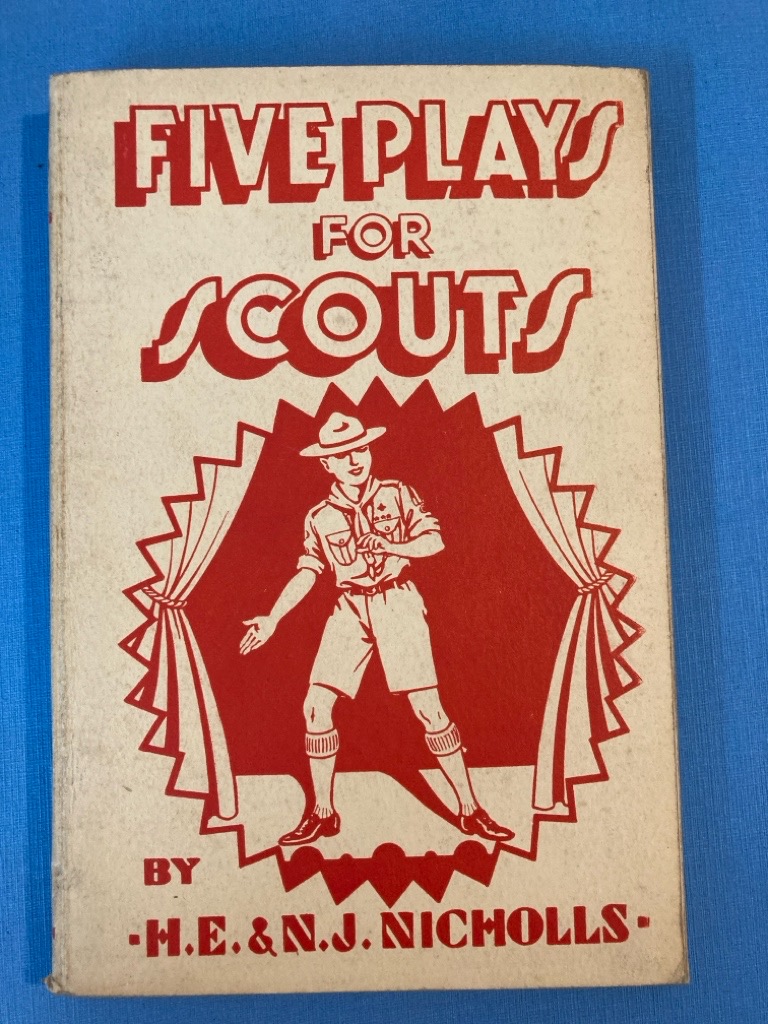 FIVE PLAYS
FOR
SCOUTS
BY
·H.E. & N.J. NICHOLLS·